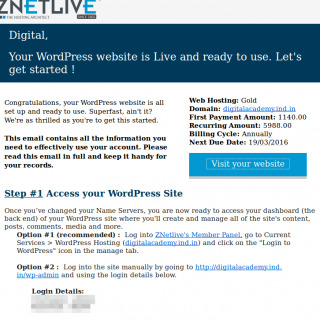 ZNETLIVE
THE HOSTING ARCHITECT
Digital,
Your WordPress website is Live and ready to use. Let's
get started !
Congratulations, your WordPress website is all
set up and ready to use. Superfast, ain't it?
We're as thrilled as you're to get this started.
This email contains all the information you
need to effectively use your account. Please
read this email in full and keep it handy for
your records.
Web Hosting: Gold
Domain: digitalacademy.ind.in
First Payment Amount: 1140.00
Recurring Amount: 5988.00
Billing Cycle: Annually
Next Due Date: 19/03/2016
Visit your website
Step #1 Access your WordPress Site
Once you've changed your Name Servers, you are now ready to access your dashboard (the
back end) of your WordPress site where you'll create and manage all of the site's content,
posts, comments, media and more.
Option #1 (recommended) : Log into ZNetlive's Member Panel, go to Current
Services > WordPress Hosting (digitalacademy.ind.in) and click on the "Login to
WordPress" icon in the manage tab.
Option #2 : Log into the site manually by going to http://digitalacademy.ind.
in/wp-admin and using the login details below.
Login Details: